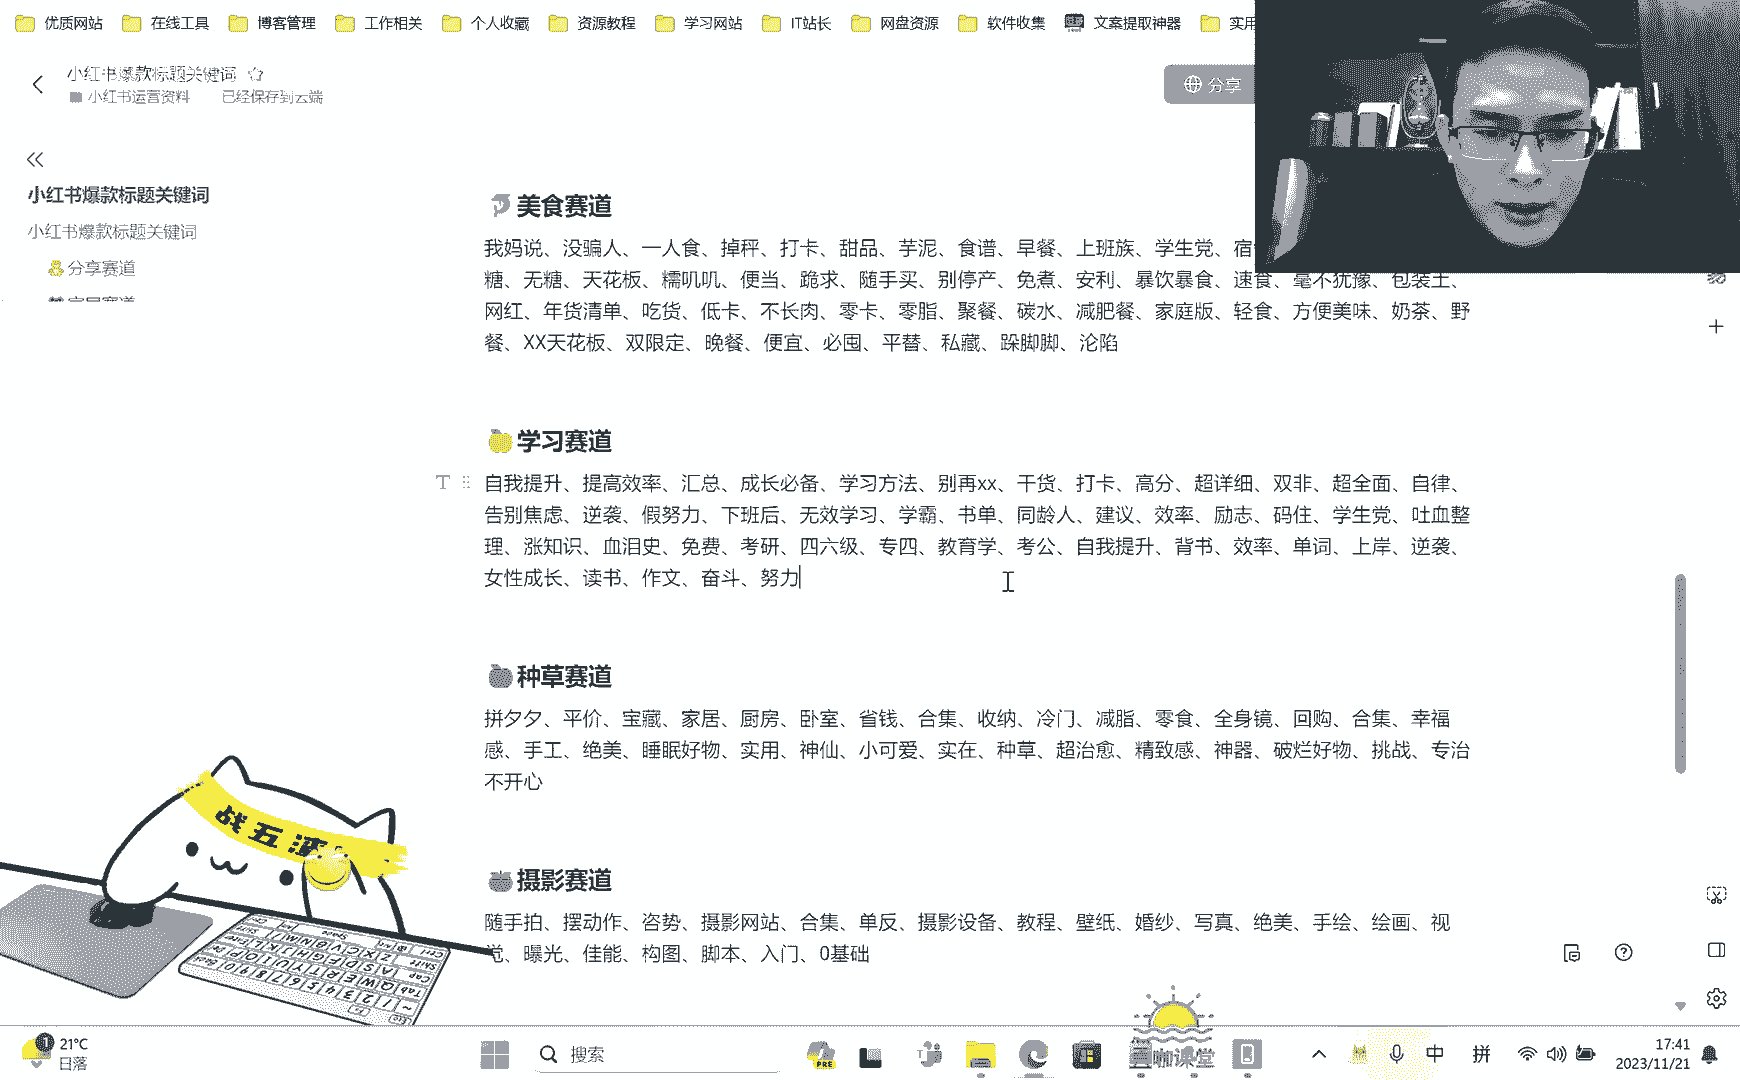 优质网站 在线工具 博客管理 工作相关 个人收藏 资源教程 学习网站 IT站长 网盘资源 软件收集 文案提取神器 实用
小红书爆款标题关键词
小红书运营资料 已经保存到云端
分享
小红书爆款标题关键词
小红书爆款标题关键词
分享赛道
美食赛道
我妈说、没骗人、一人食、掉秤、打卡、甜品、芋泥、食谱、早餐、上班族、学生党、宿
糖、无糖、天花板、糯叽叽、便当、跪求、随手买、别停产、免煮、安利、暴饮暴食、速食、毫不犹豫、包装土、
网红、年货清单、吃货、低卡、不长肉、零卡、零脂、聚餐、碳水、减肥餐、家庭版、轻食、方便美味、奶茶、野
餐、XX天花板、双限定、晚餐、便宜、必囤、平替、私藏、跺脚脚、沦陷
学习赛道
自我提升、提高效率、汇总、成长必备、学习方法、别再xx、干货、打卡、高分、超详细、双非、超全面、自律、
告别焦虑、逆袭、假努力、下班后、无效学习、学霸、书单、同龄人、建议、效率、励志、码住、学生党、吐血整
理、涨知识、血泪史、免费、考研、四六级、专四、教育学、考公、自我提升、背书、效率、单词、上岸、逆袭、
女性成长、读书、作文、奋斗、努力
种草赛道
拼夕夕、平价、宝藏、家居、厨房、卧室、省钱、合集、收纳、冷门、减脂、零食、全身镜、回购、合集、幸福
感、手工、绝美、睡眠好物、实用、神仙、小可爱、实在、种草、超治愈、精致感、神器、破烂好物、挑战、专治
不开心
摄影赛道
随手拍、摆动作、咨势、摄影网站、合集、单反、摄影设备、教程、壁纸、婚纱、写真、绝美、手绘、绘画、视
觉、曝光、佳能、构图、脚本、入门、0基础
战五渣
21°C
日落
搜索
PRE
咖课堂
中 拼
17:41
2023/11/21